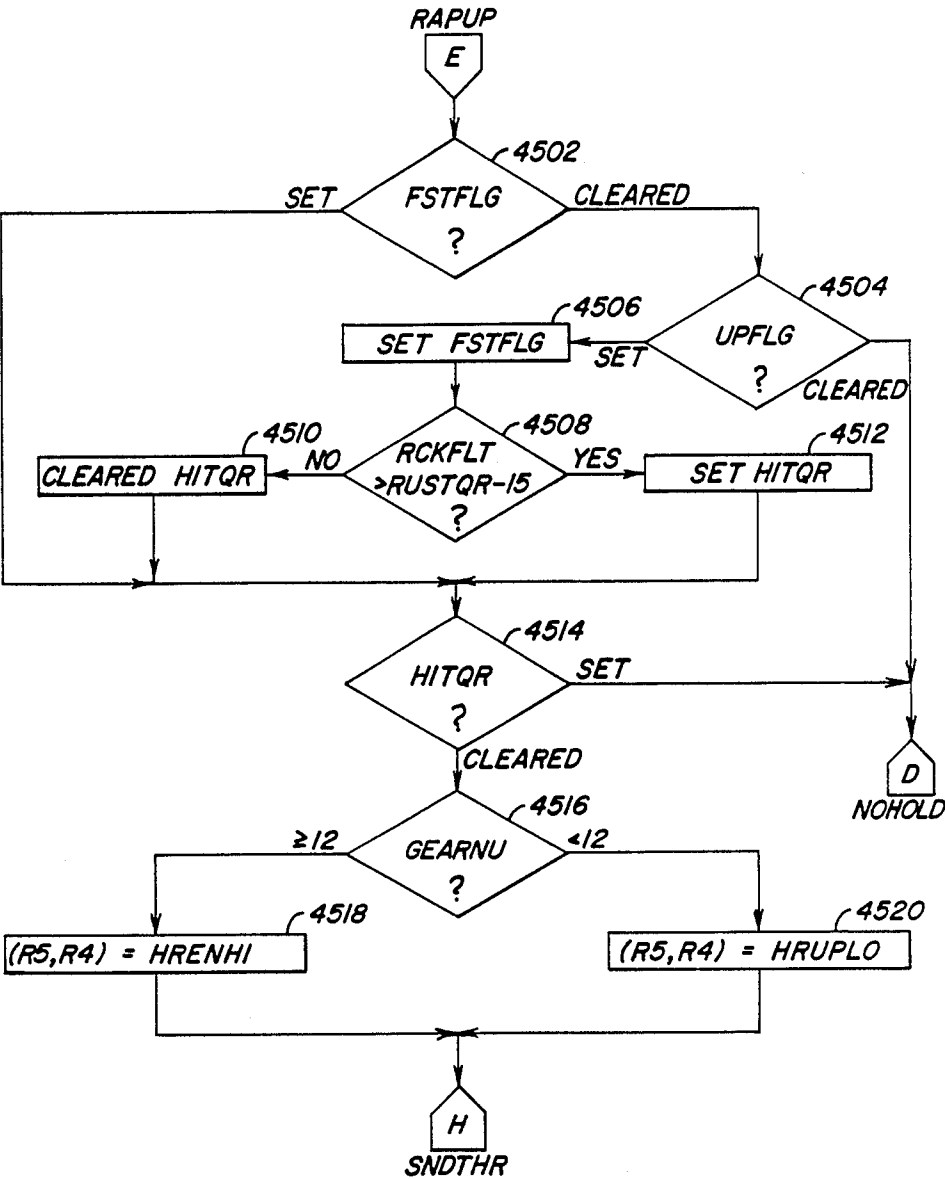 RAPUP
E
4502
SET
FSTFLG
?
CLEARED
4504
UPFLG
?
SET
CLEARED
4506
SET FSTFLG
4508
RCKFLT
>RUSTQR-15
?
NO
YES
4510
CLEARED HITQR
4512
SET HITQR
4514
HITQR
?
SET
CLEARED
D
NOHOLD
4516
GEARNU
?
≥12
<12
4518
(R5,R4) = HRENHI
4520
(R5,R4) = HRUPLO
H
SNDTHR